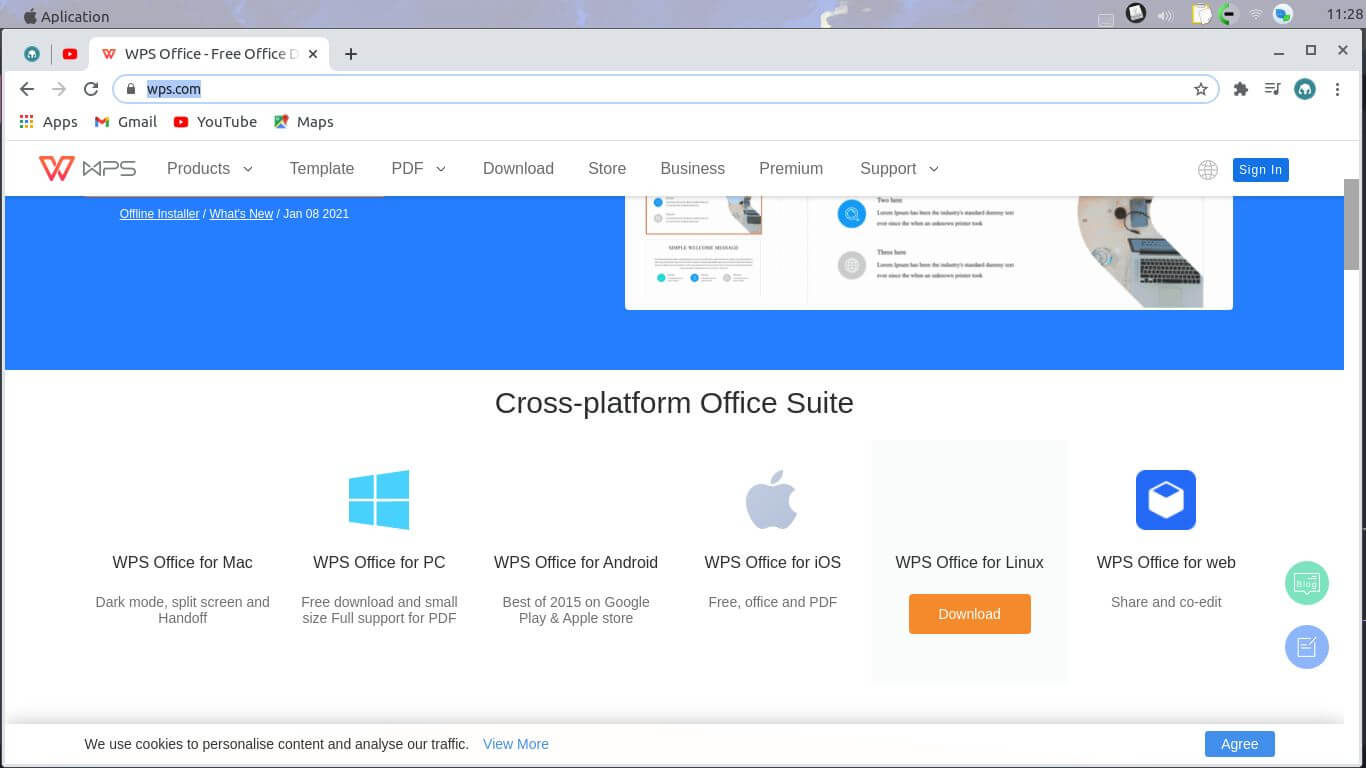 Aplication
11:28
WPS Office - Free Office D
wps.com
Apps Gmail YouTube Maps
WPS Products Template PDF Download Store Business Premium Support Sign In
Offline Installer / What's New / Jan 08 2021
Two here
Lorem Ipsum has been the industry's standard dummy text
ever since the when an unknown printer took
SIMPLE WELCOME MESSAGE
Three here
Lorem Ipsum has been the industry's standard dummy text
ever since the when an unknown printer took
Cross-platform Office Suite
WPS Office for Mac
Dark mode, split screen and
Handoff
WPS Office for PC
Free download and small
size Full support for PDF
WPS Office for Android
Best of 2015 on Google
Play & Apple store
WPS Office for iOS
Free, office and PDF
WPS Office for Linux
Download
WPS Office for web
Share and co-edit
Blog
We use cookies to personalise content and analyse our traffic. View More
Agree